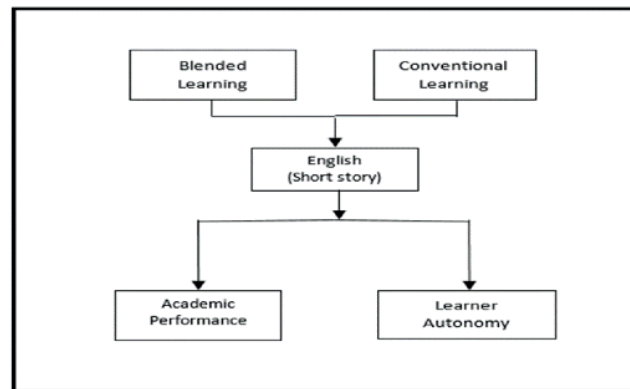 Blended
Learning
Conventional
Learning
English
(Short story)
Academic
Performance
Learner
Autonomy